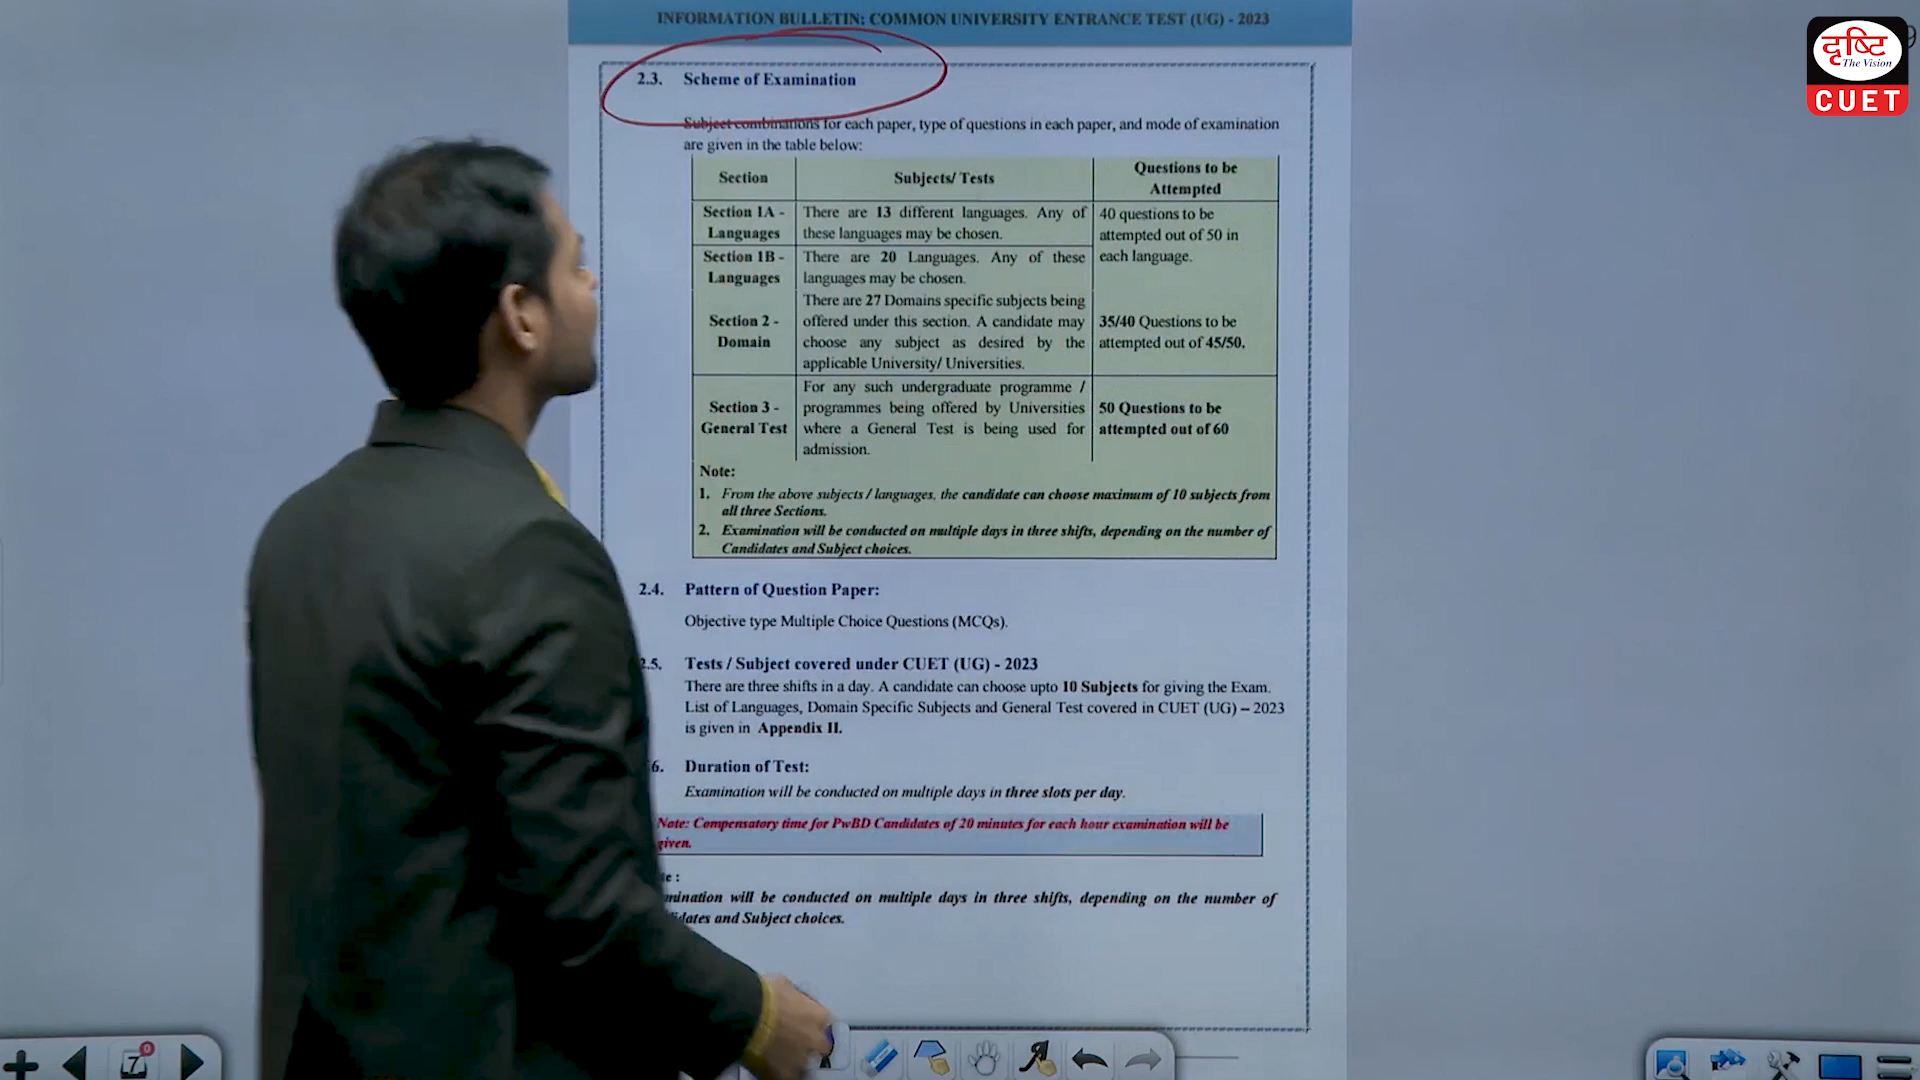 INFORMATION BULLETIN: COMMON UNIVERSITY ENTRANCE TEST (UG) - 2023
दृष्टि
The Vision
CUET
2.3. Scheme of Examination
Subject combinations for each paper, type of questions in each paper, and mode of examination
are given in the table below:
Section
Subjects/ Tests
Questions to be
Attempted
Section 1A -
Languages
There are 13 different languages. Any of
these languages may be chosen.
40 questions to be
attempted out of 50 in
each language.
Section 1B -
Languages
There are 20 Languages. Any of these
languages may be chosen.
Section 2 -
Domain
There are 27 Domains specific subjects being
offered under this section. A candidate may
choose any subject as desired by the
applicable University/ Universities.
35/40 Questions to be
attempted out of 45/50.
Section 3 -
General Test
For any such undergraduate programme /
programmes being offered by Universities
where a General Test is being used for
admission.
50 Questions to be
attempted out of 60
Note:
1. From the above subjects / languages, the candidate can choose maximum of 10 subjects from
all three Sections.
2. Examination will be conducted on multiple days in three shifts, depending on the number of
Candidates and Subject choices.
2.4. Pattern of Question Paper:
Objective type Multiple Choice Questions (MCQs).
2.5. Tests / Subject covered under CUET (UG) - 2023
There are three shifts in a day. A candidate can choose upto 10 Subjects for giving the Exam.
List of Languages, Domain Specific Subjects and General Test covered in CUET (UG) – 2023
is given in Appendix II.
6. Duration of Test:
Examination will be conducted on multiple days in three slots per day.
Note: Compensatory time for PwBD Candidates of 20 minutes for each hour examination will be
given.
will be conducted on multiple days in three shifts, depending on the number of
and Subject choices.
7
0